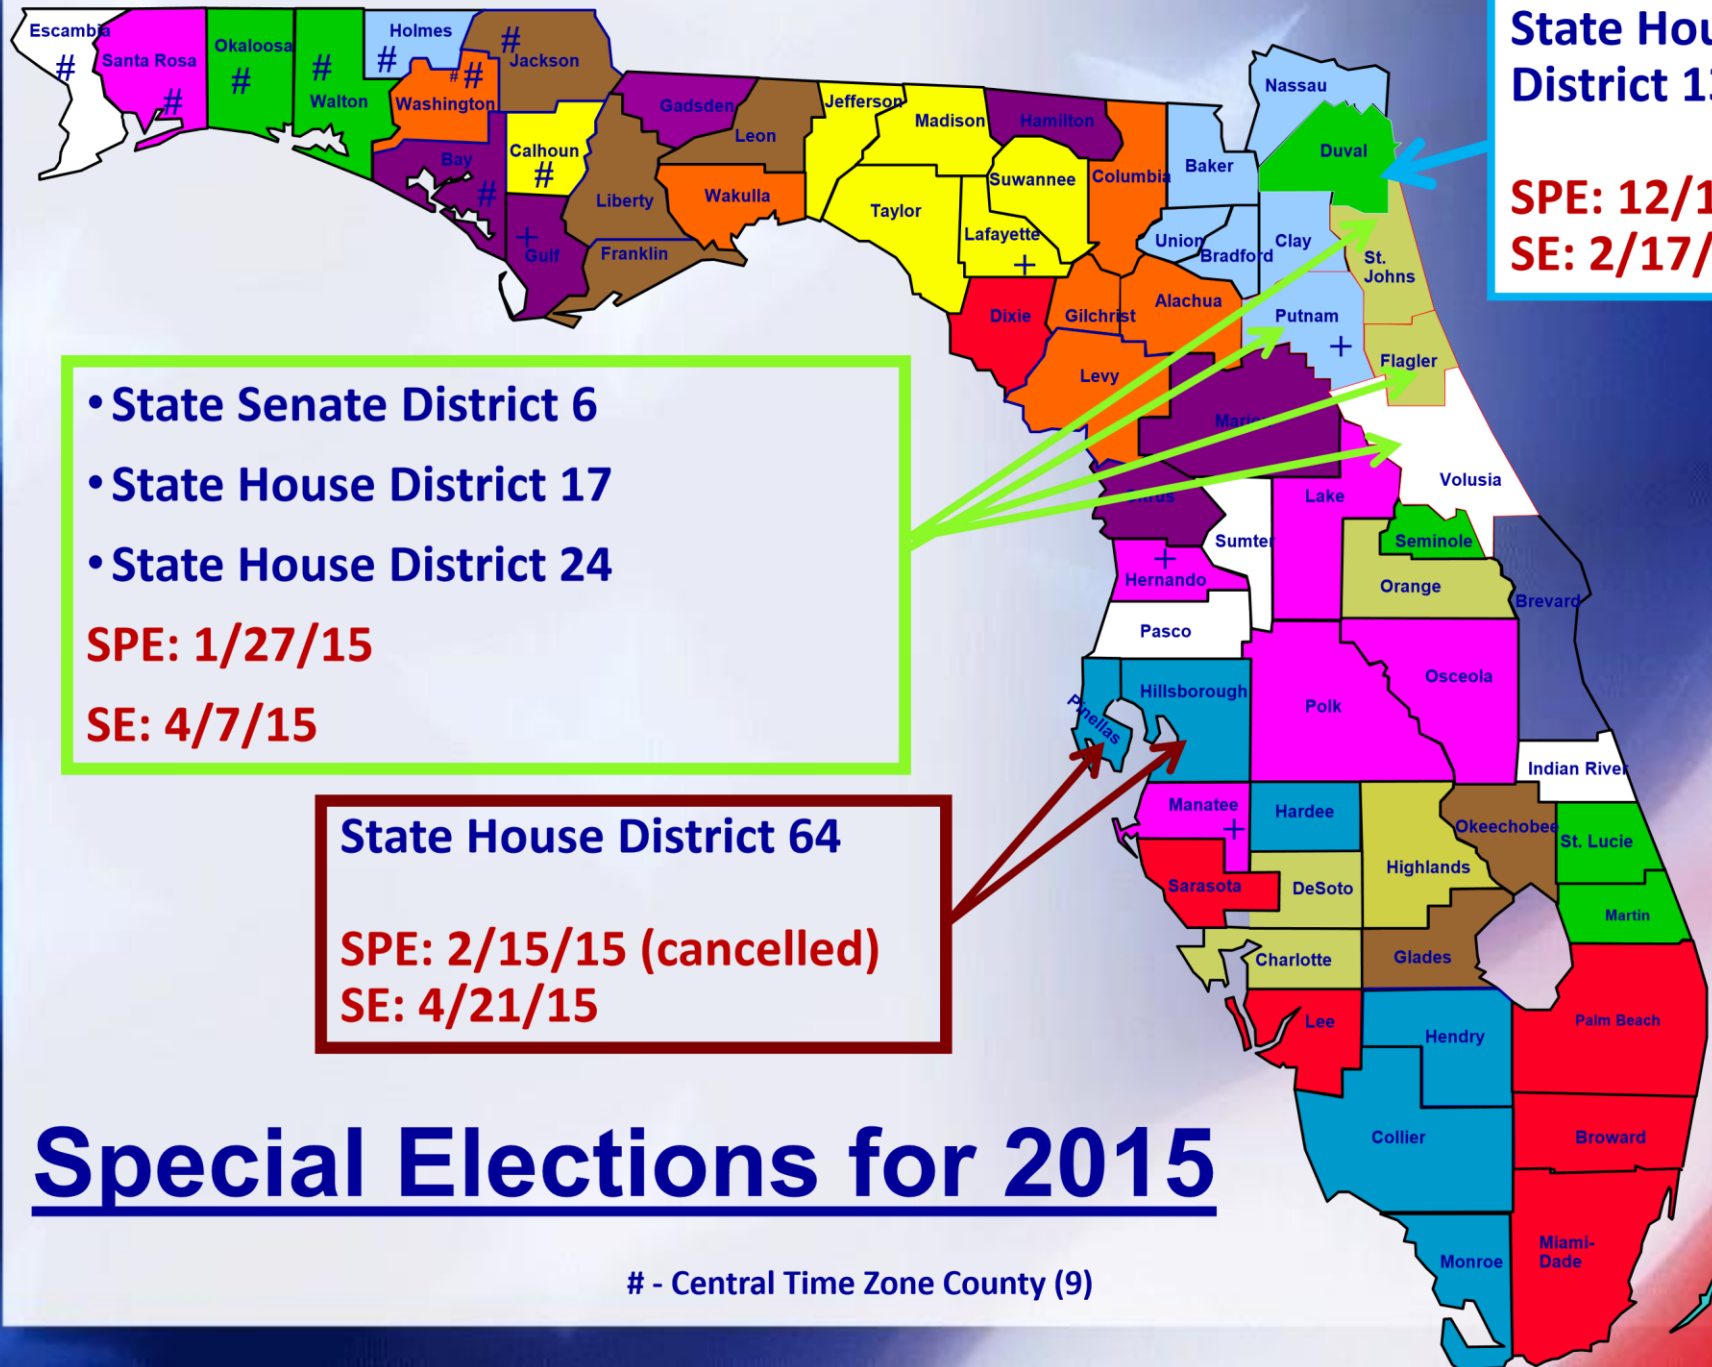 Escambia
#
Santa Rosa
#
Okaloosa
#
#
Walton
Holmes
#
# #
Washington
#
Jackson
Bay
#
Calhoun
#
+
Gulf
Gadsden
Leon
Liberty
Franklin
Wakulla
Jefferson
Madison
Hamilton
Taylor
Suwannee
Lafayette
+
Columbia
Baker
Nassau
Duval
Union
Bradford
Clay
St.
Johns
Dixie
Gilchrist
Alachua
Putnam
+
Flagler
Levy
Volusia
Lake
Sumter
Seminole
Orange
Brevard
+
Hernando
Pasco
Pinellas
Hillsborough
Polk
Osceola
Indian River
Manatee
+
Hardee
Highlands
Okeechobee
St. Lucie
Sarasota
DeSoto
Martin
Charlotte
Glades
Lee
Hendry
Palm Beach
Collier
Broward
Monroe
Miami-
Dade
State Hou
District 13
SPE: 12/1
SE: 2/17/
• State Senate District 6
• State House District 17
• State House District 24
SPE: 1/27/15
SE: 4/7/15
State House District 64
SPE: 2/15/15 (cancelled)
SE: 4/21/15
Special Elections for 2015
# - Central Time Zone County (9)